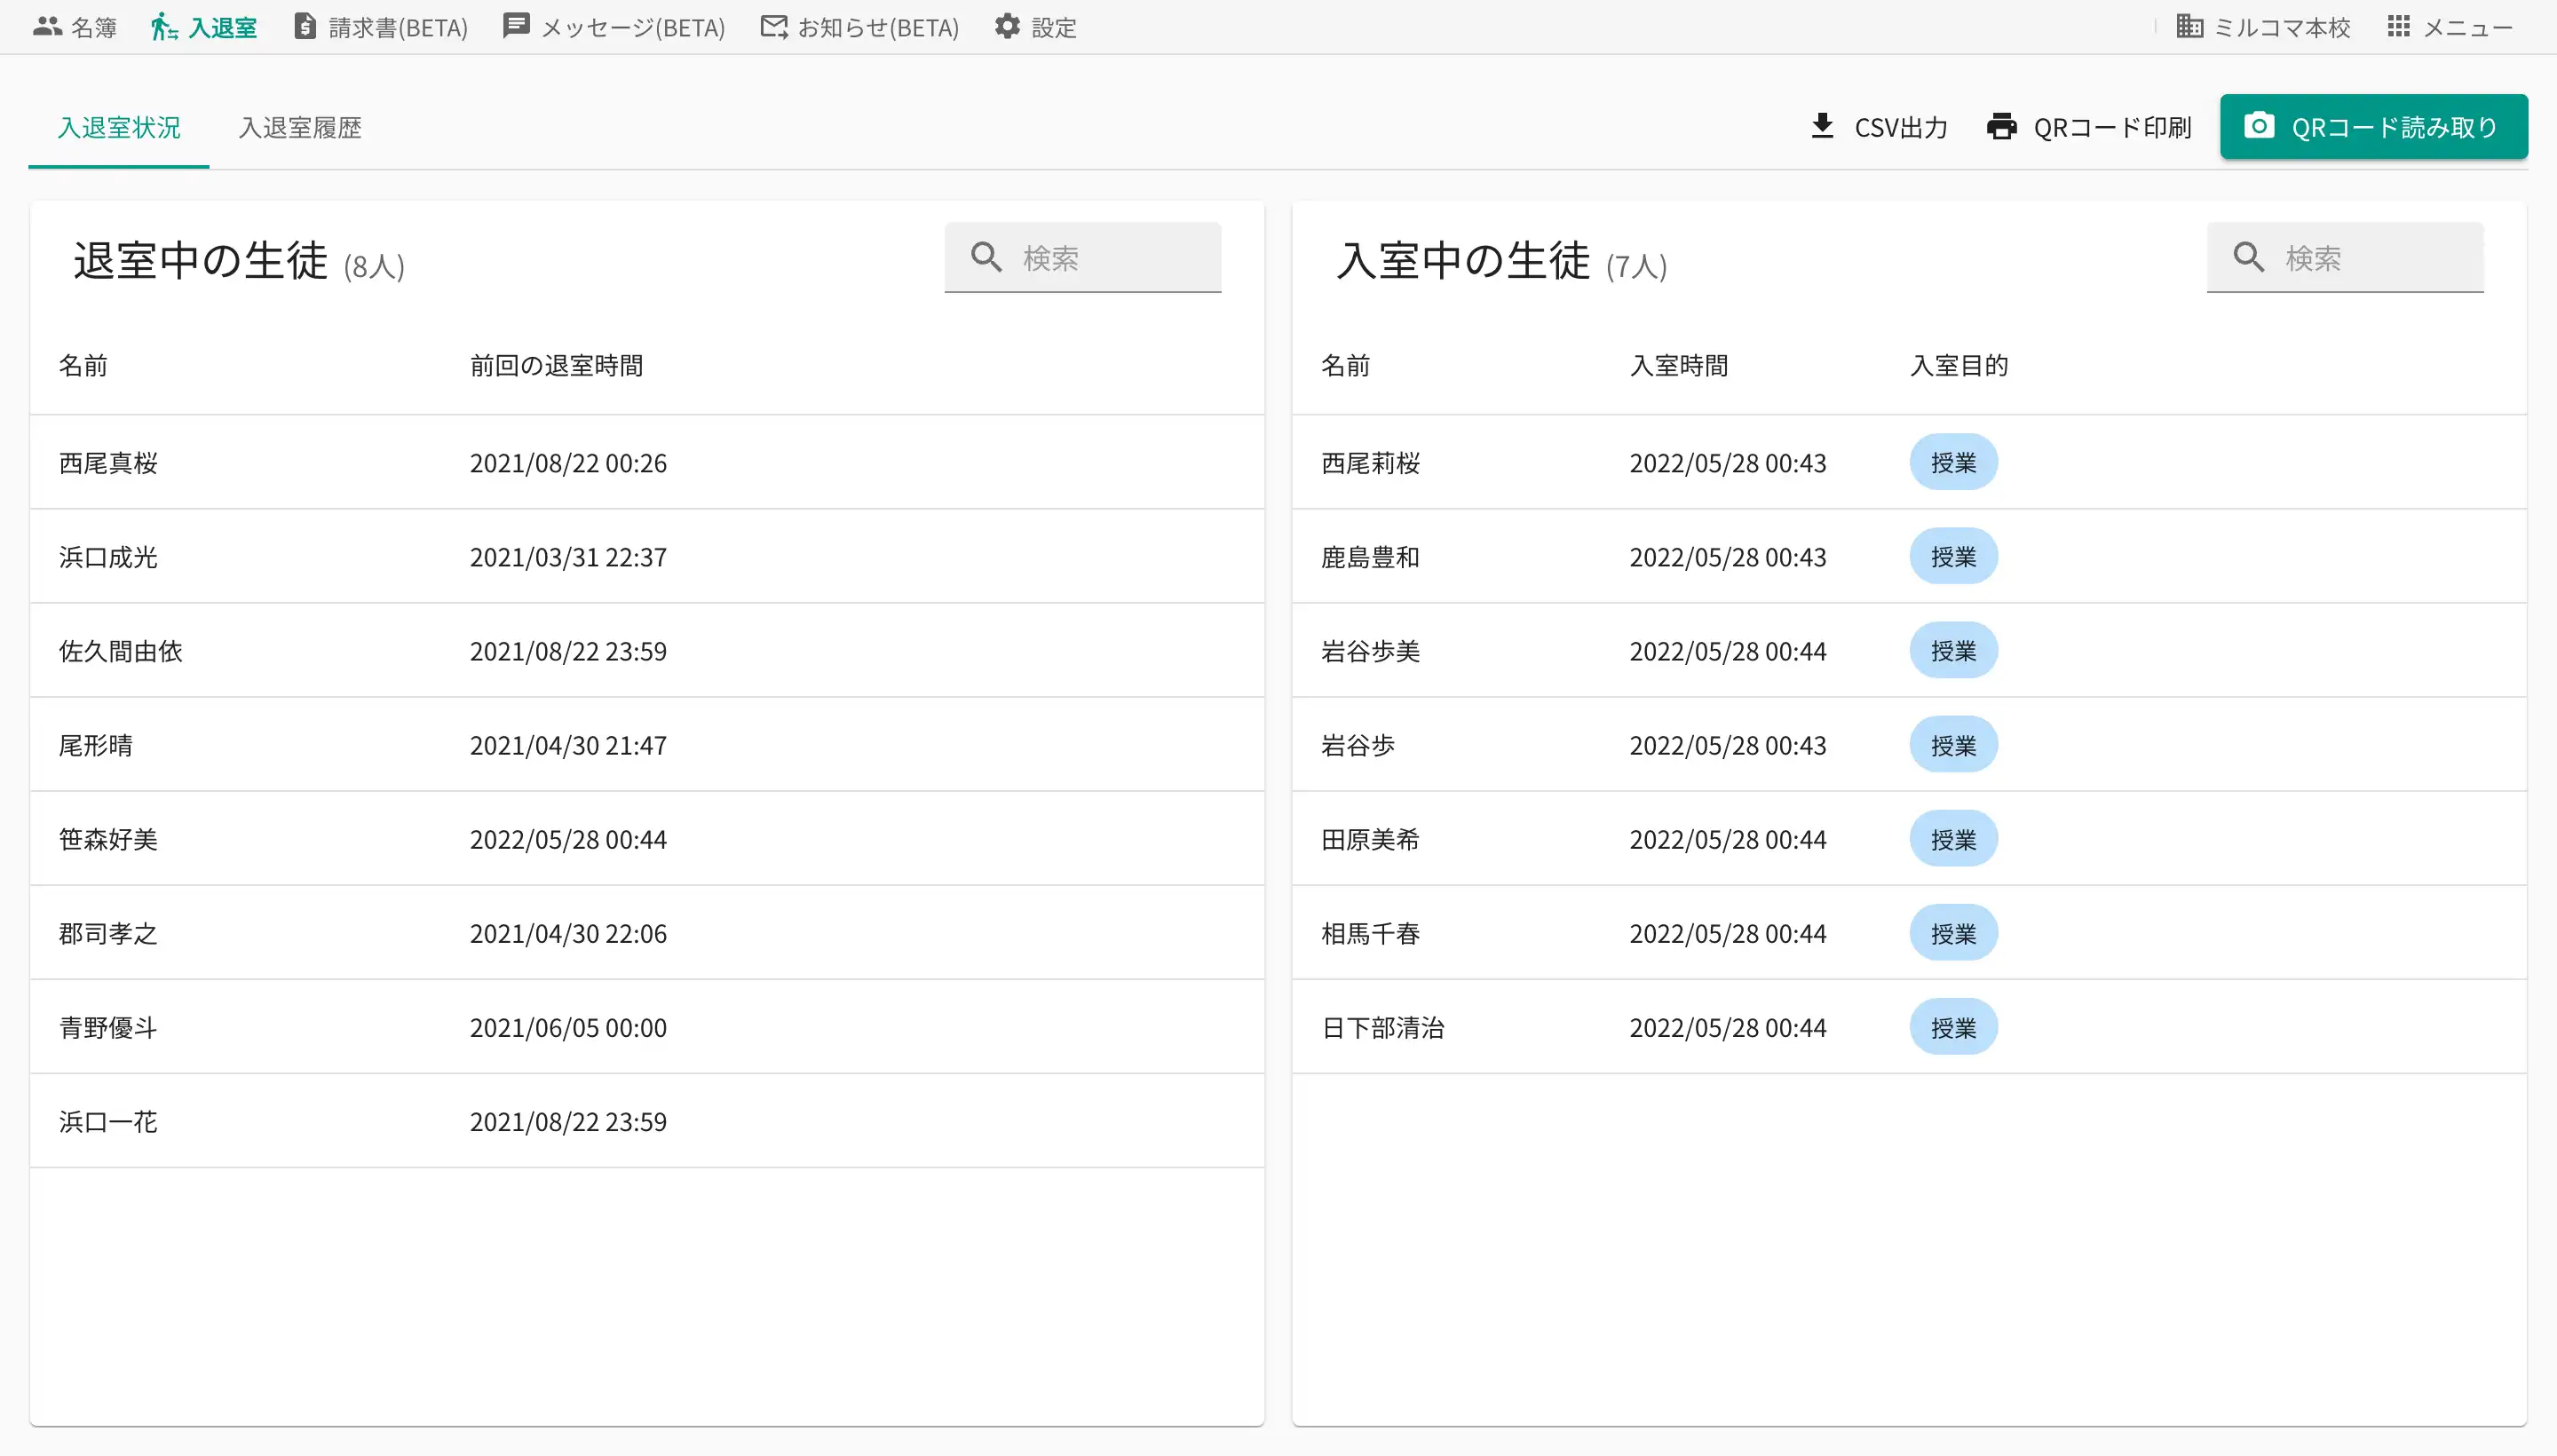 名簿 入退室 請求書(BETA) メッセージ(BETA) お知らせ(BETA) 設定 ミルコマ本校 メニュー
入退室状況 入退室履歴 CSV出力 QRコード印刷 QRコード読み取り
退室中の生徒 (8人) 検索
名前 前回の退室時間
西尾真桜 2021/08/22 00:26
浜口成光 2021/03/31 22:37
佐久間由依 2021/08/22 23:59
尾形晴 2021/04/30 21:47
笹森好美 2022/05/28 00:44
郡司孝之 2021/04/30 22:06
青野優斗 2021/06/05 00:00
浜口一花 2021/08/22 23:59
入室中の生徒 (7人) 検索
名前 入室時間 入室目的
西尾莉桜 2022/05/28 00:43 授業
鹿島豊和 2022/05/28 00:43 授業
岩谷歩美 2022/05/28 00:44 授業
岩谷歩 2022/05/28 00:43 授業
田原美希 2022/05/28 00:44 授業
相馬千春 2022/05/28 00:44 授業
日下部清治 2022/05/28 00:44 授業